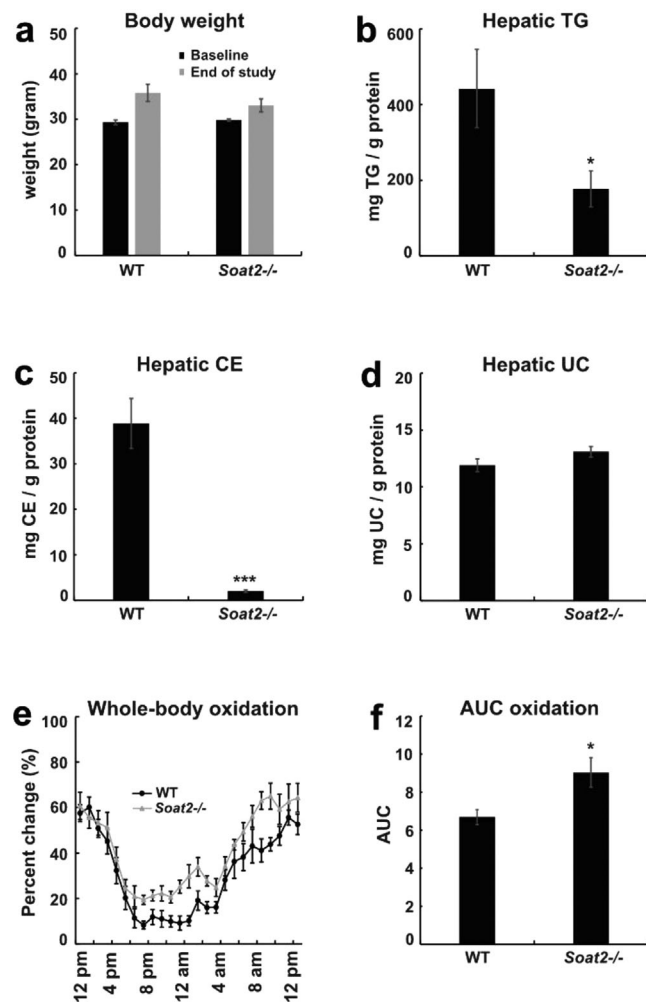 a
Body weight
Baseline
End of study
weight (gram)
50
40
30
20
10
0
WT
Soat2-/-
b
Hepatic TG
mg TG / g protein
600
400
200
0
*
WT
Soat2-/-
c
Hepatic CE
mg CE / g protein
50
40
30
20
10
0
***
WT
Soat2-/-
d
Hepatic UC
mg UC / g protein
20
15
12
9
6
3
0
WT
Soat2-/-
e
Whole-body oxidation
Percent change (%)
100
80
60
40
20
0
WT
Soat2-/-
12 pm
4 pm
8 pm
12 am
4 am
8 am
12 pm
f
AUC oxidation
AUC
12
10
8
6
4
2
0
*
WT
Soat2-/-